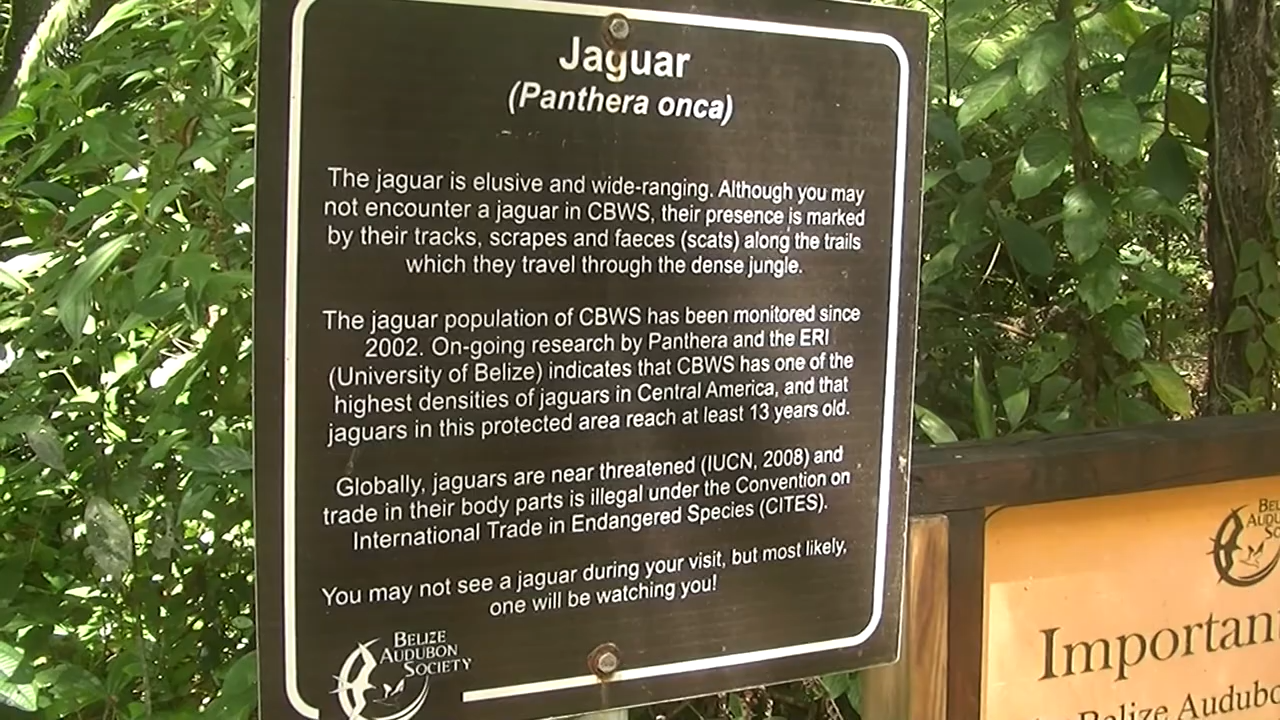 Jaguar
(Panthera onca)
The jaguar is elusive and wide-ranging. Although you may
not encounter a jaguar in CBWS, their presence is marked
by their tracks, scrapes and faeces (scats) along the trails
which they travel through the dense jungle.
The jaguar population of CBWS has been monitored since
2002. On-going research by Panthera and the ERI
(University of Belize) indicates that CBWS has one of the
highest densities of jaguars in Central America, and that
jaguars in this protected area reach at least 13 years old.
Globally, jaguars are near threatened (IUCN, 2008) and
trade in their body parts is illegal under the Convention on
International Trade in Endangered Species (CITES).
You may not see a jaguar during your visit, but most likely,
one will be watching you!
BELIZE
AUDUBON
SOCIETY
Importan
Belize Audubo